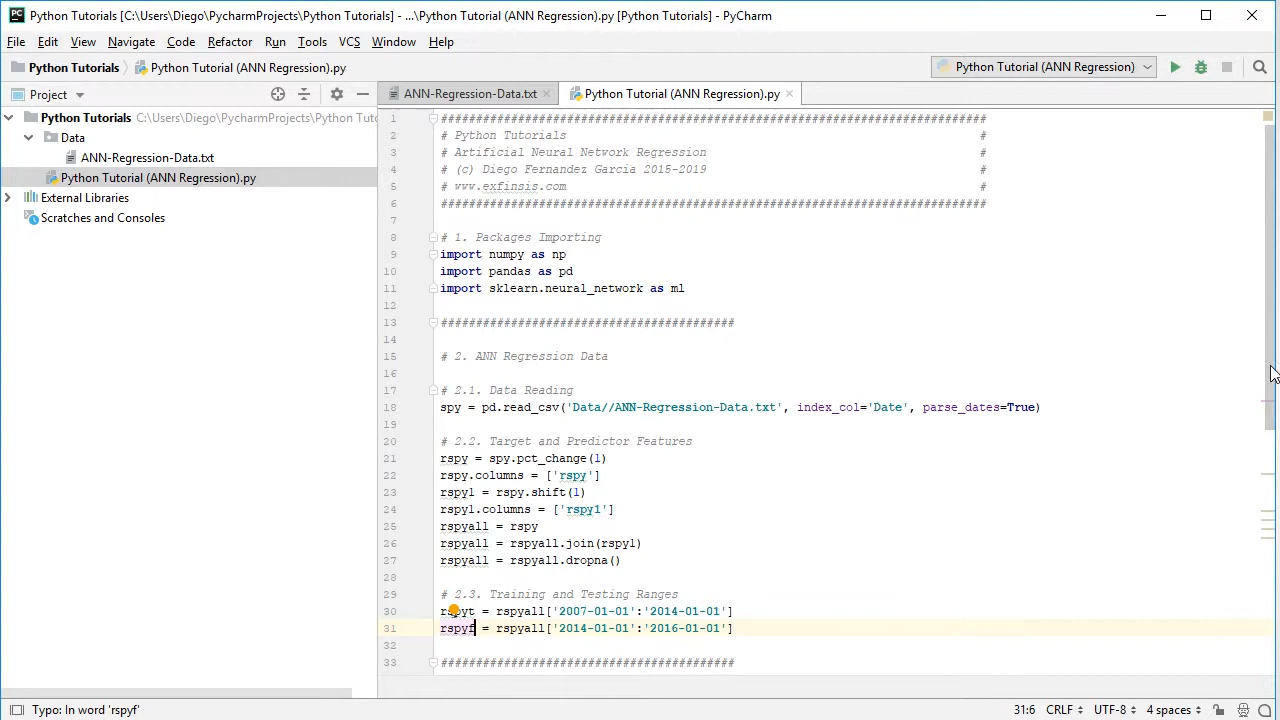 Python Tutorials [C:\Users\Diego\PycharmProjects\Python Tutorials] - ...\Python Tutorial (ANN Regression).py [Python Tutorials] - PyCharm
File Edit View Navigate Code Refactor Run Tools VCS Window Help
Python Tutorials Python Tutorial (ANN Regression).py Python Tutorial (ANN Regression)
Project ANN-Regression-Data.txt Python Tutorial (ANN Regression).py
Python Tutorials C:\Users\Diego\PycharmProjects\Python Tuto
Data
ANN-Regression-Data.txt
Python Tutorial (ANN Regression).py
External Libraries
Scratches and Consoles
1 ##############################################################################
2 # Python Tutorials #
3 # Artificial Neural Network Regression #
4 # (c) Diego Fernandez Garcia 2015-2019 #
5 # www.exfinsis.com #
6 ##############################################################################
7
8 # 1. Packages Importing
9 import numpy as np
10 import pandas as pd
11 import sklearn.neural_network as ml
12
13 ##########################################
14
15 # 2. ANN Regression Data
16
17 # 2.1. Data Reading
18 spy = pd.read_csv('Data//ANN-Regression-Data.txt', index_col='Date', parse_dates=True)
19
20 # 2.2. Target and Predictor Features
21 rspy = spy.pct_change(1)
22 rspy.columns = ['rspy']
23 rspy1 = rspy.shift(1)
24 rspy1.columns = ['rspy1']
25 rspyall = rspy
26 rspyall = rspyall.join(rspy1)
27 rspyall = rspyall.dropna()
28
29 # 2.3. Training and Testing Ranges
30 rspyt = rspyall['2007-01-01':'2014-01-01']
31 rspyf = rspyall['2014-01-01':'2016-01-01']
32
33 ##########################################
Typo: In word 'rspyf' 31:6 CRLF UTF-8 4 spaces